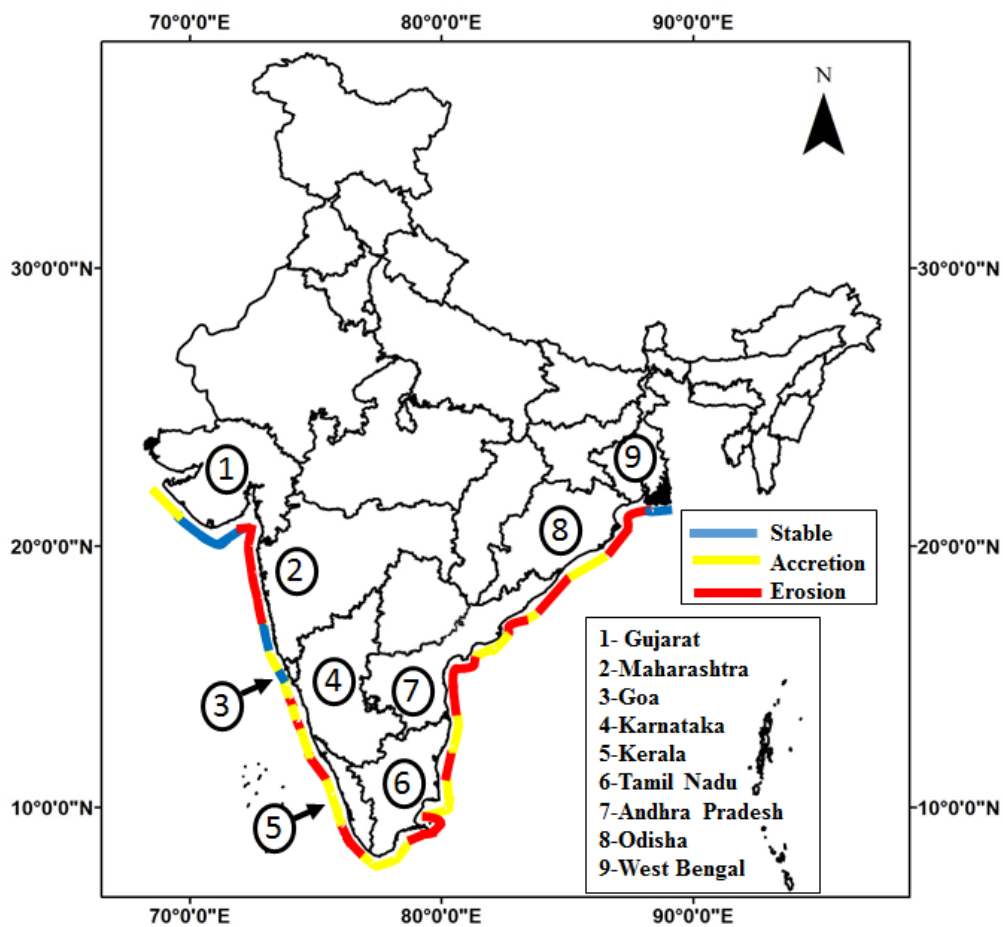 70°0'0"E 80°0'0"E 90°0'0"E
N
30°0'0"N 30°0'0"N
1
9
8
Stable
20°0'0"N 20°0'0"N
Accretion
2
Erosion
1- Gujarat
2-Maharashtra
4
7
3
3-Goa
4-Karnataka
5-Kerala
6
6-Tamil Nadu
10°0'0"N 10°0'0"N
7-Andhra Pradesh
5
8-Odisha
9-West Bengal
70°0'0"E 80°0'0"E 90°0'0"E